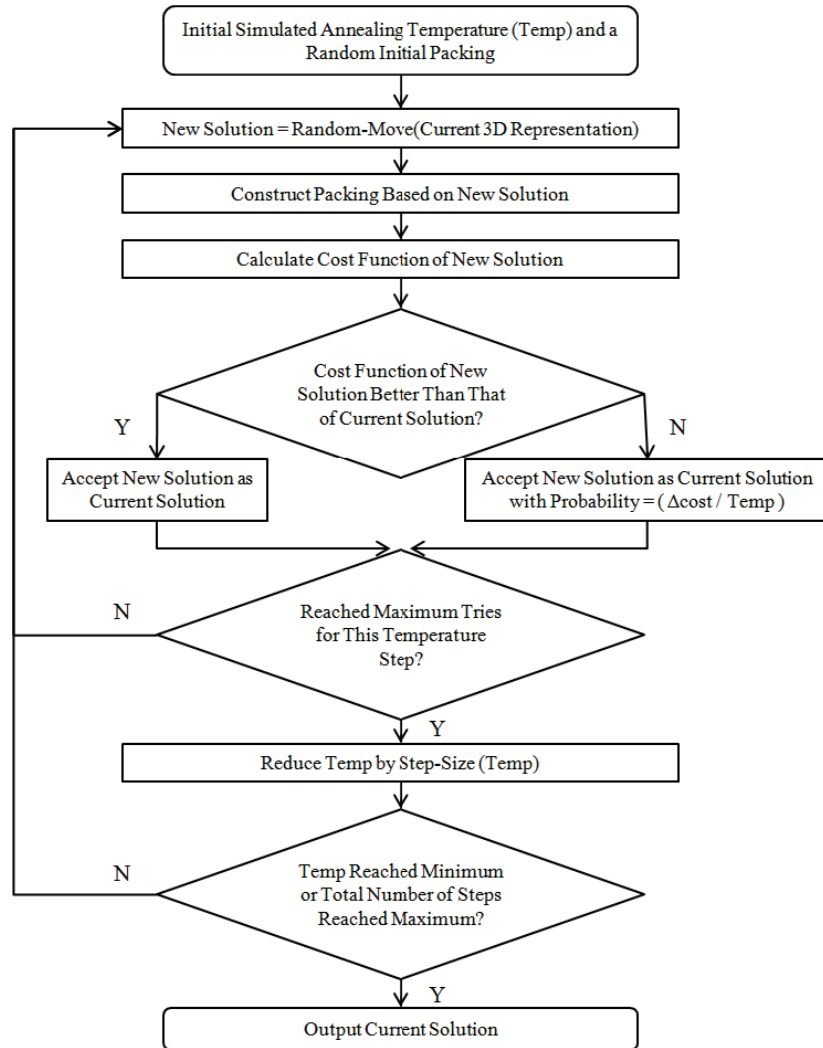 Initial Simulated Annealing Temperature (Temp) and a
Random Initial Packing
New Solution = Random-Move(Current 3D Representation)
Construct Packing Based on New Solution
Calculate Cost Function of New Solution
Cost Function of New
Solution Better Than That
of Current Solution?
Y
N
Accept New Solution as
Current Solution
Accept New Solution as Current Solution
with Probability = ( Δcost / Temp )
Reached Maximum Tries
for This Temperature
Step?
N
Y
Reduce Temp by Step-Size (Temp)
Temp Reached Minimum
or Total Number of Steps
Reached Maximum?
N
Y
Output Current Solution